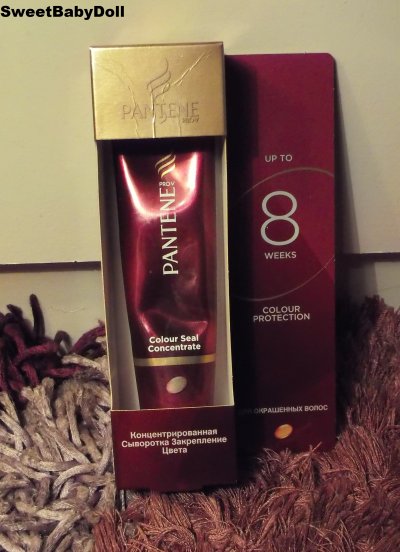 SweetBabyDoll
PANTENE
PRO-V
PRO-V
PANTENE
Colour Seal
Concentrate
Концентрированная
Сыворотка Закрепление
Цвета
UP TO
8
WEEKS
COLOUR
PROTECTION
ОКРАШЕННЫХ ВОЛОС